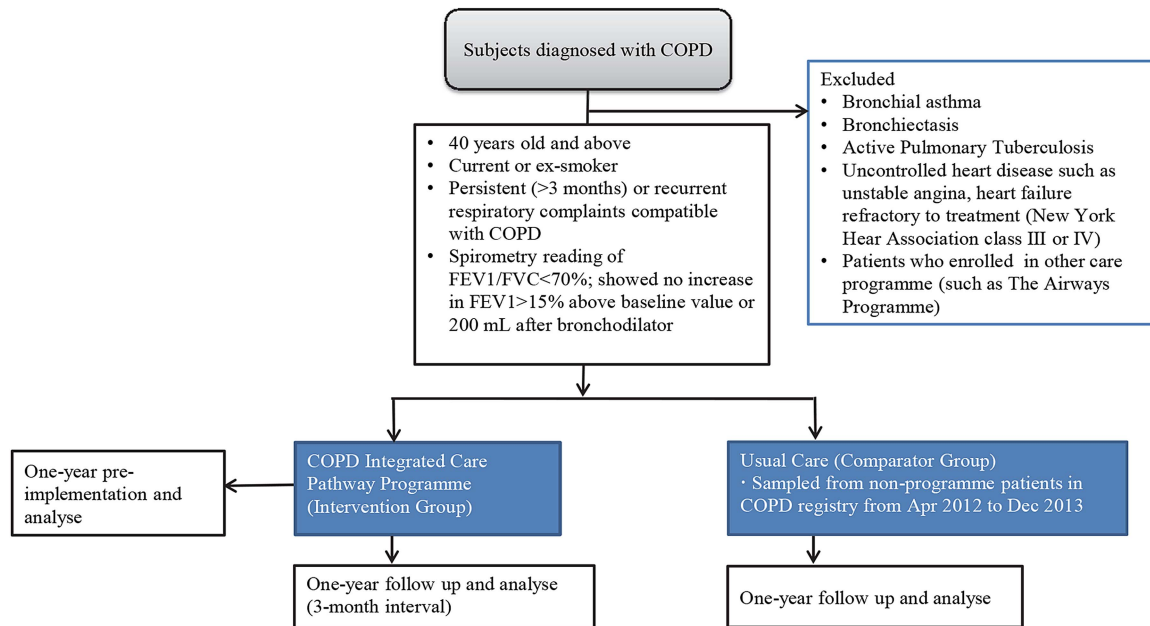 Subjects diagnosed with COPD
Excluded
• Bronchial asthma
• Bronchiectasis
• Active Pulmonary Tuberculosis
• Uncontrolled heart disease such as
unstable angina, heart failure
refractory to treatment (New York
Hear Association class III or IV)
• Patients who enrolled in other care
programme (such as The Airways
Programme)
• 40 years old and above
• Current or ex-smoker
• Persistent (>3 months) or recurrent
respiratory complaints compatible
with COPD
• Spirometry reading of
FEV1/FVC<70%; showed no increase
in FEV1>15% above baseline value or
200 mL after bronchodilator
One-year pre-
implementation and
analyse
COPD Integrated Care
Pathway Programme
(Intervention Group)
Usual Care (Comparator Group)
· Sampled from non-programme patients in
COPD registry from Apr 2012 to Dec 2013
One-year follow up and analyse
(3-month interval)
One-year follow up and analyse